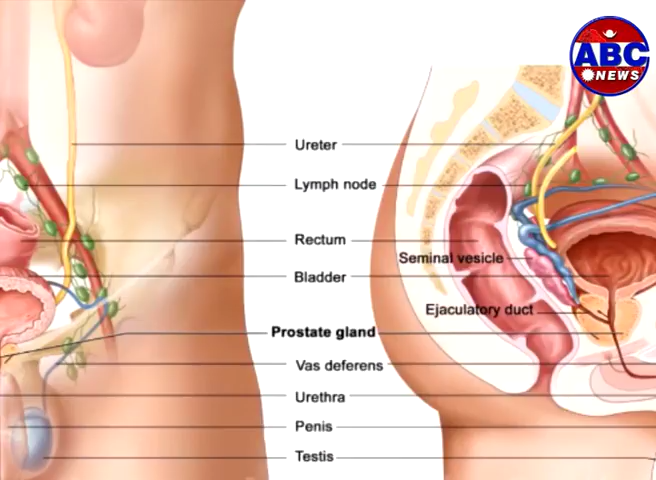 ABC
NEWS
Ureter
Lymph node
Rectum
Seminal vesicle
Bladder
Ejaculatory duct
Prostate gland
Vas deferens
Urethra
Penis
Testis